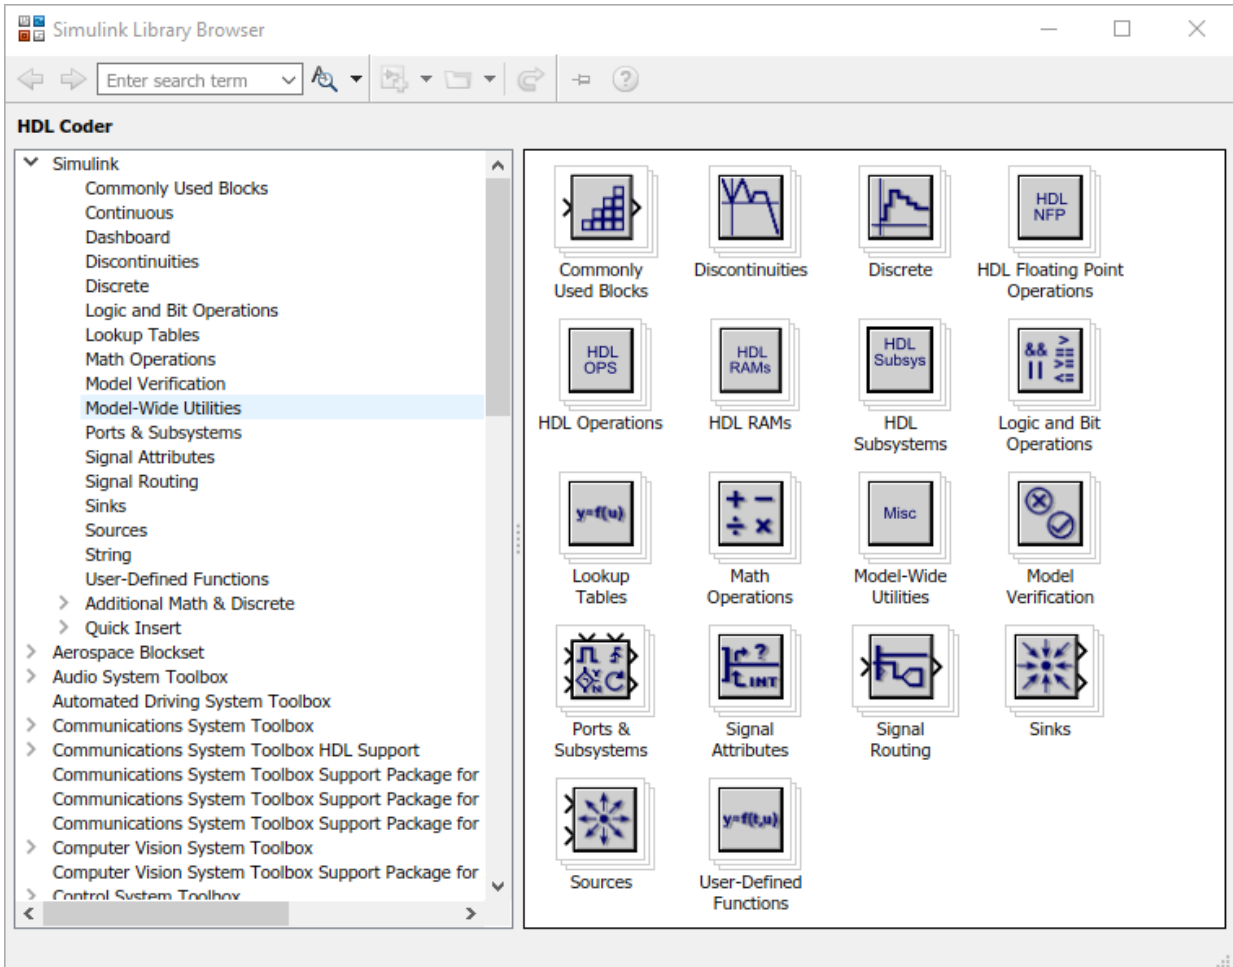 Simulink Library Browser
Enter search term
HDL Coder
Simulink
Commonly Used Blocks
Continuous
Dashboard
Discontinuities
Discrete
Logic and Bit Operations
Lookup Tables
Math Operations
Model Verification
Model-Wide Utilities
Ports & Subsystems
Signal Attributes
Signal Routing
Sinks
Sources
String
User-Defined Functions
Additional Math & Discrete
Quick Insert
Aerospace Blockset
Audio System Toolbox
Automated Driving System Toolbox
Communications System Toolbox
Communications System Toolbox HDL Support
Communications System Toolbox Support Package for
Communications System Toolbox Support Package for
Communications System Toolbox Support Package for
Computer Vision System Toolbox
Computer Vision System Toolbox Support Package for
Control System Toolbox
Commonly
Used Blocks
Discontinuities
Discrete
HDL
NFP
HDL Floating Point
Operations
HDL
OPS
HDL Operations
HDL
RAMs
HDL RAMs
HDL
Subsys
HDL
Subsystems
&& > ==
|| >= <=
Logic and Bit
Operations
y=f(u)
Lookup
Tables
+ −
÷ ×
Math
Operations
Misc
Model-Wide
Utilities
Model
Verification
Y
N
Ports &
Subsystems
?
INT
Signal
Attributes
Signal
Routing
Sinks
Sources
y=f(t,u)
User-Defined
Functions